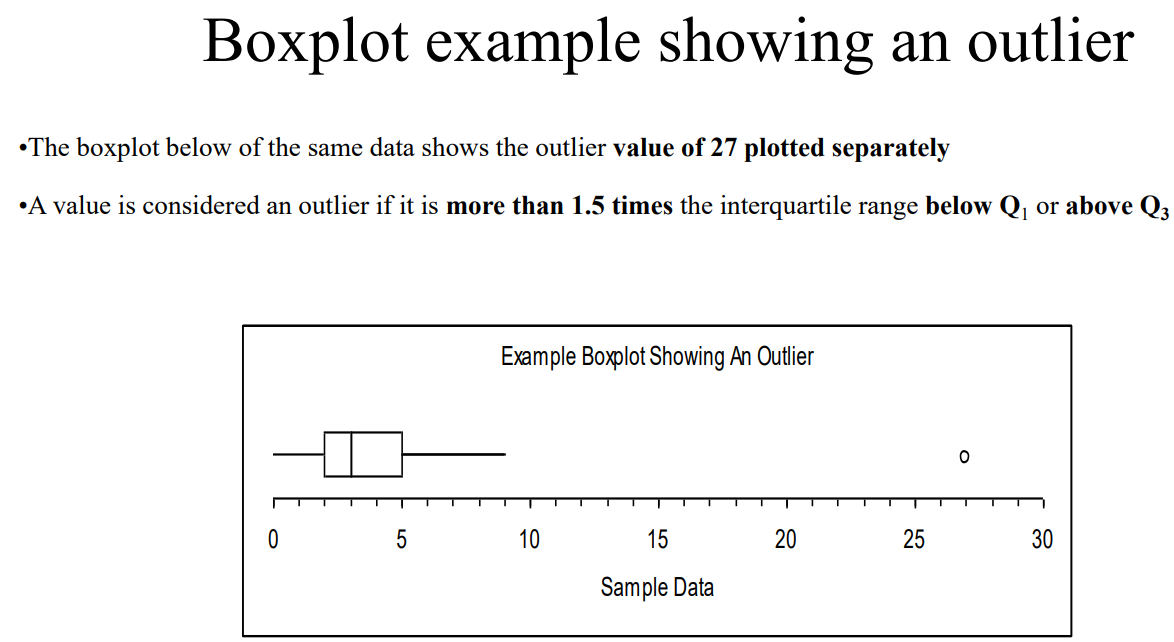 Boxplot example showing an outlier
•The boxplot below of the same data shows the outlier value of 27 plotted separately
•A value is considered an outlier if it is more than 1.5 times the interquartile range below Q₁ or above Q₃
Example Boxplot Showing An Outlier
0 5 10 15 20 25 30
Sample Data